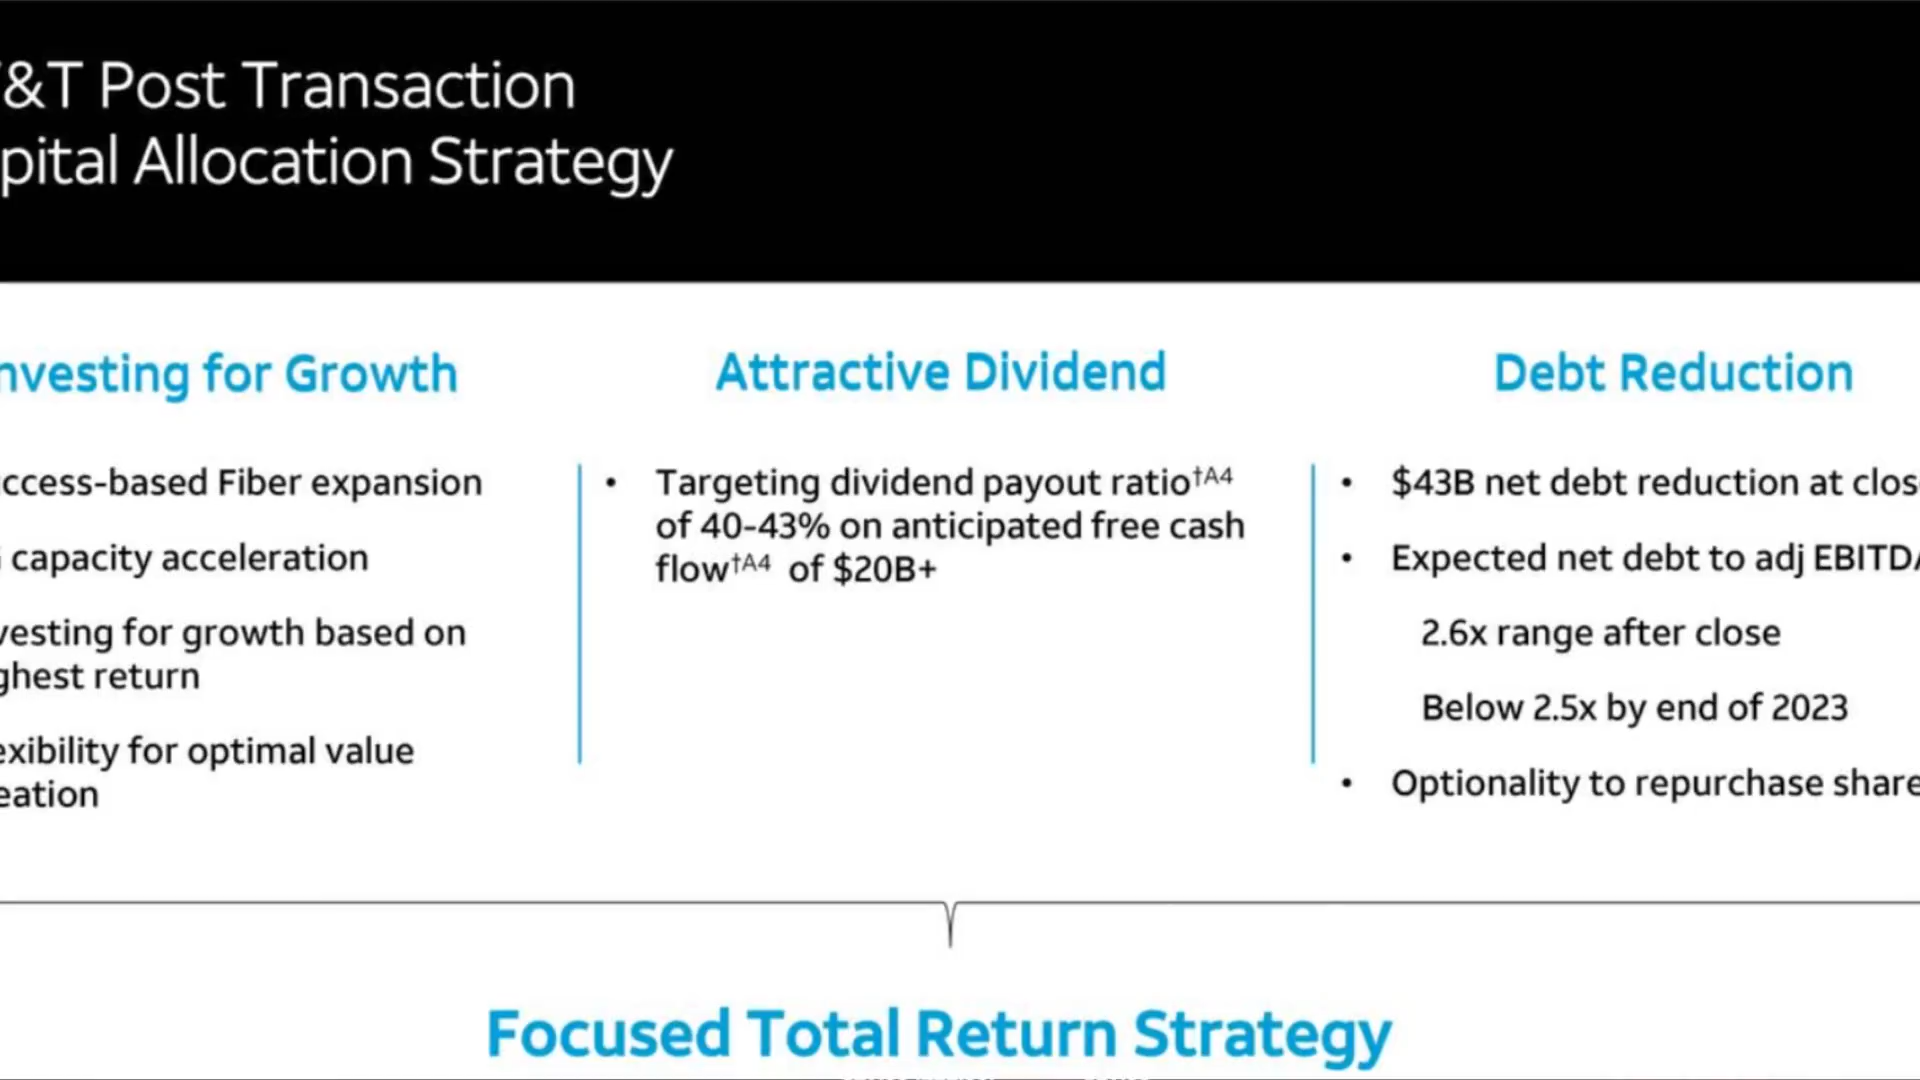 &T Post Transaction
pital Allocation Strategy
nvesting for Growth
ccess-based Fiber expansion
capacity acceleration
vesting for growth based on
ghest return
exibility for optimal value
eation
Attractive Dividend
• Targeting dividend payout ratio†A4
of 40-43% on anticipated free cash
flow†A4 of $20B+
Debt Reduction
• $43B net debt reduction at clos
• Expected net debt to adj EBITDA
2.6x range after close
Below 2.5x by end of 2023
• Optionality to repurchase share
Focused Total Return Strategy